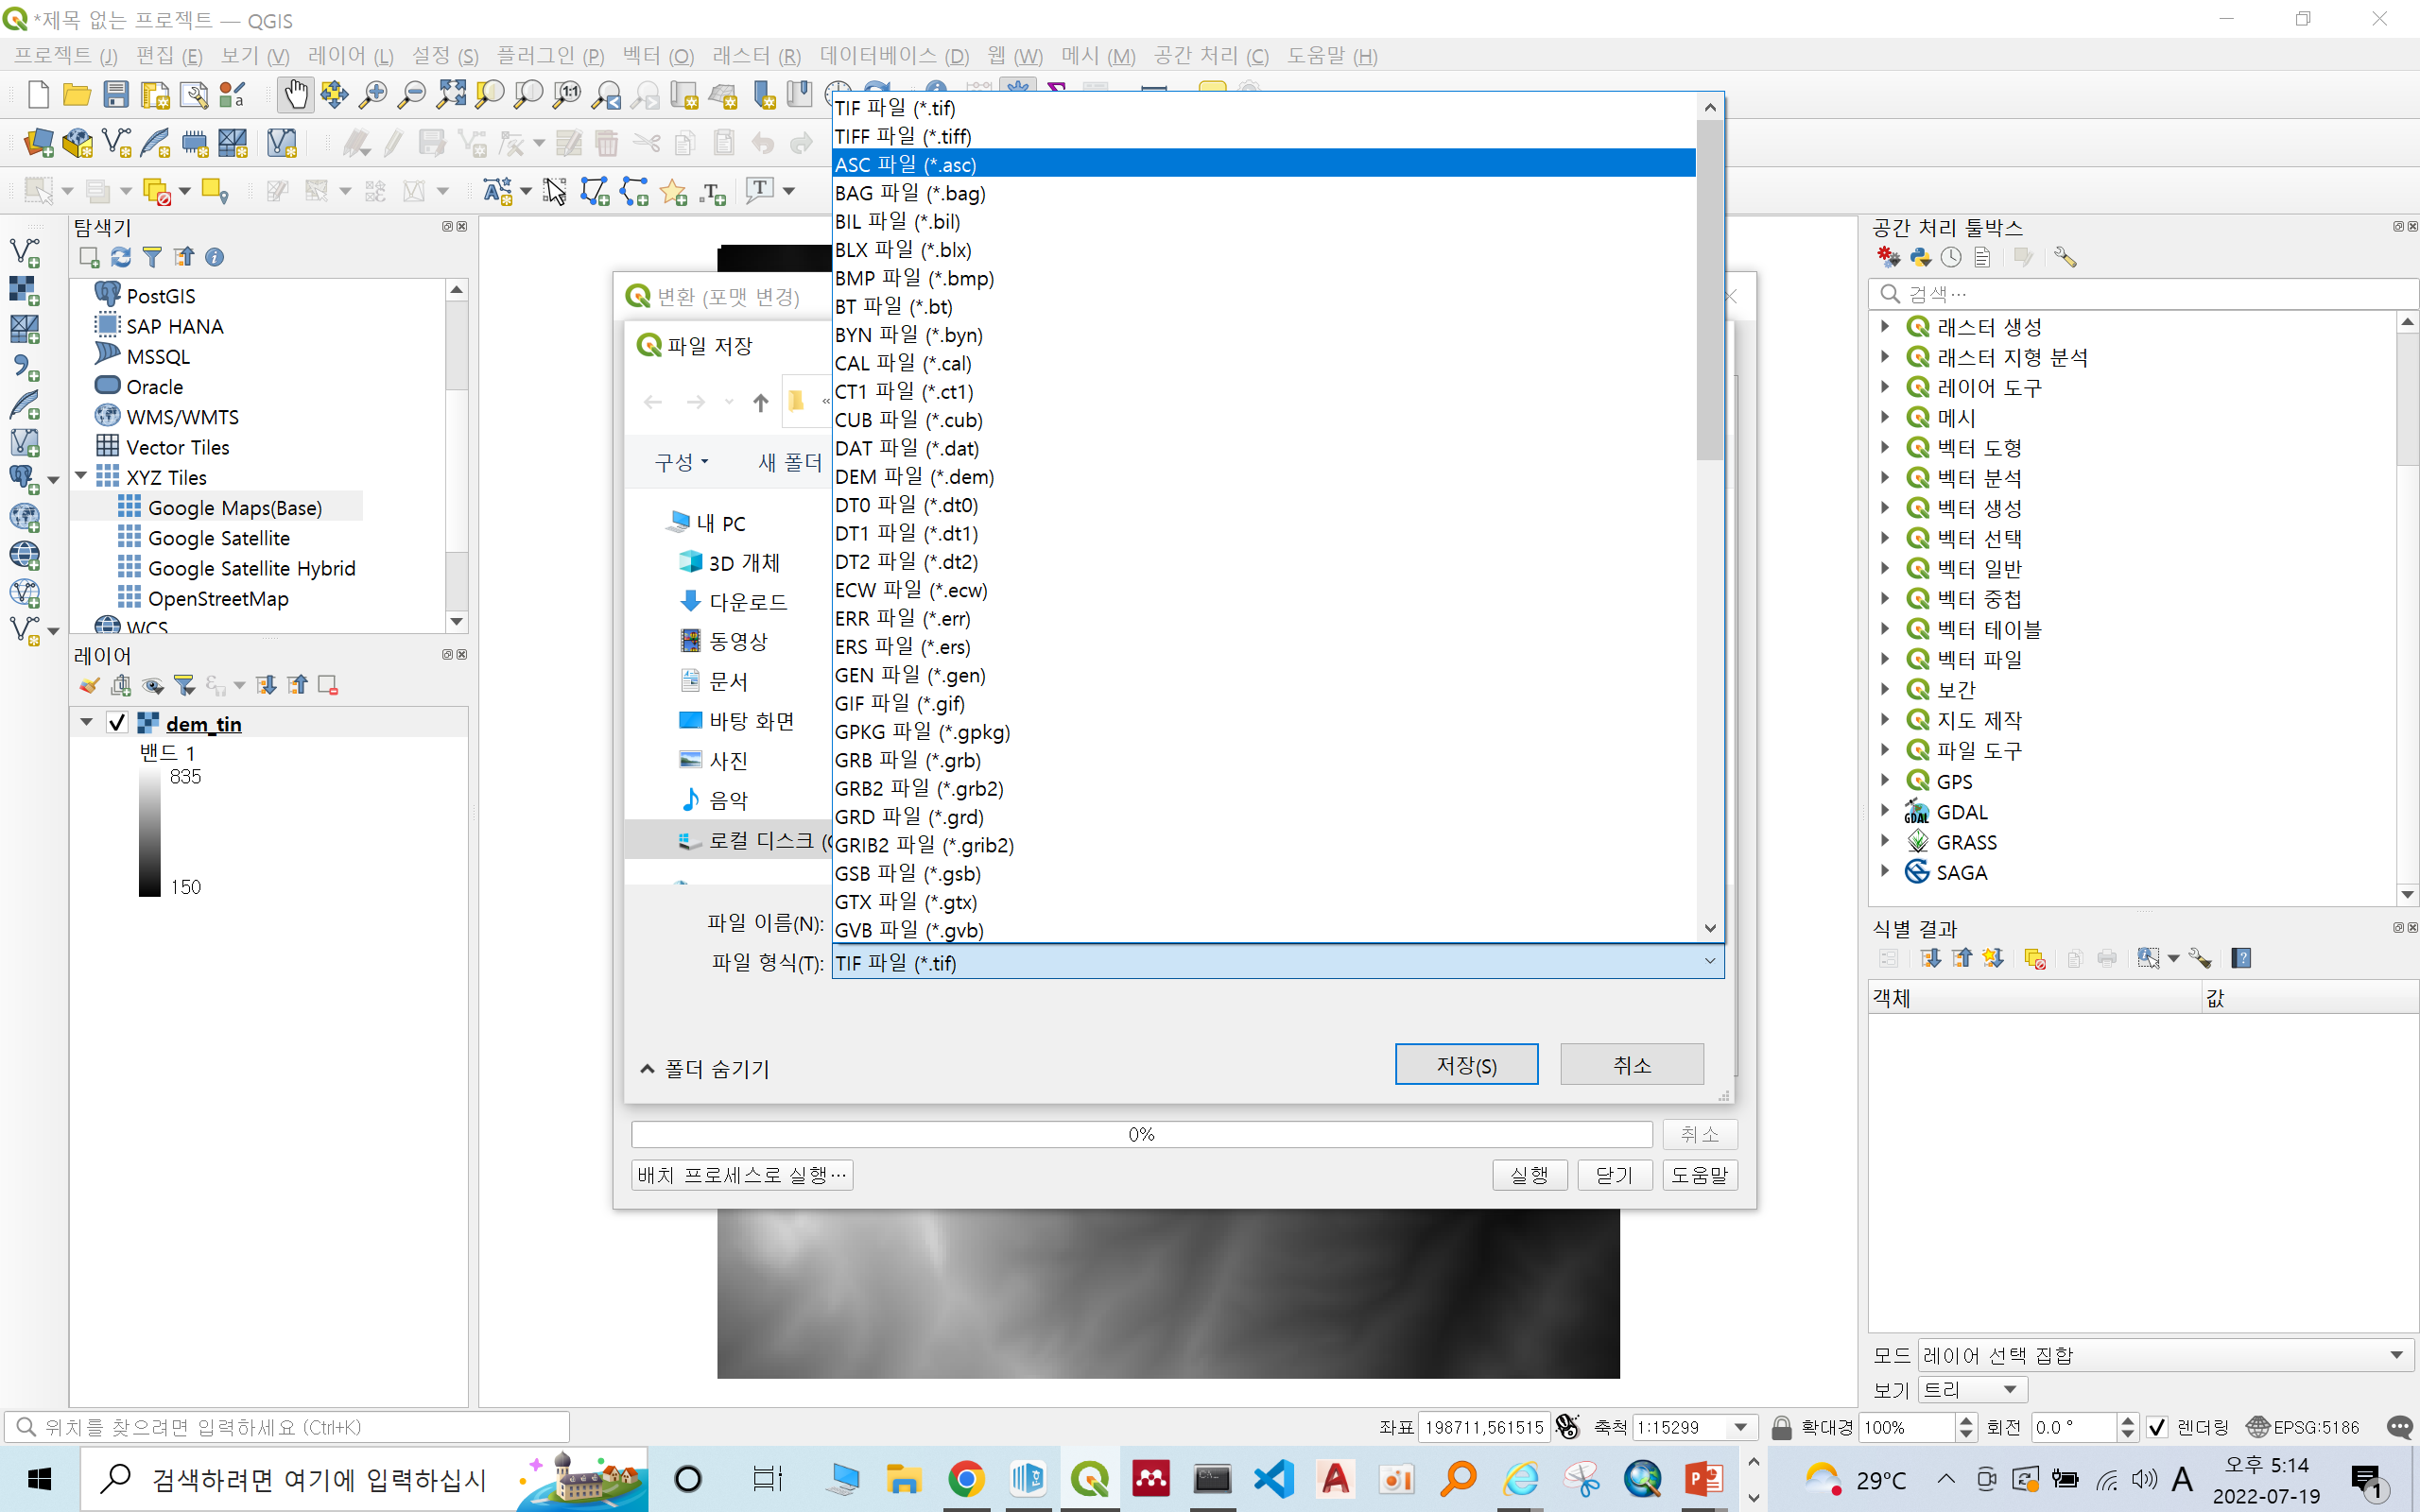 *제목 없는 프로젝트 — QGIS
프로젝트 (J) 편집 (E) 보기 (V) 레이어 (L) 설정 (S) 플러그인 (P) 벡터 (O) 래스터 (R) 데이터베이스 (D) 웹 (W) 메시 (M) 공간 처리 (C) 도움말 (H)
탐색기
PostGIS
SAP HANA
MSSQL
Oracle
WMS/WMTS
Vector Tiles
XYZ Tiles
Google Maps(Base)
Google Satellite
Google Satellite Hybrid
OpenStreetMap
WCS
레이어
dem_tin
밴드 1
835
150
변환 (포맷 변경)
파일 저장
구성
새 폴더
내 PC
3D 개체
다운로드
동영상
문서
바탕 화면
사진
음악
로컬 디스크
TIF 파일 (*.tif)
TIFF 파일 (*.tiff)
ASC 파일 (*.asc)
BAG 파일 (*.bag)
BIL 파일 (*.bil)
BLX 파일 (*.blx)
BMP 파일 (*.bmp)
BT 파일 (*.bt)
BYN 파일 (*.byn)
CAL 파일 (*.cal)
CT1 파일 (*.ct1)
CUB 파일 (*.cub)
DAT 파일 (*.dat)
DEM 파일 (*.dem)
DT0 파일 (*.dt0)
DT1 파일 (*.dt1)
DT2 파일 (*.dt2)
ECW 파일 (*.ecw)
ERR 파일 (*.err)
ERS 파일 (*.ers)
GEN 파일 (*.gen)
GIF 파일 (*.gif)
GPKG 파일 (*.gpkg)
GRB 파일 (*.grb)
GRB2 파일 (*.grb2)
GRD 파일 (*.grd)
GRIB2 파일 (*.grib2)
GSB 파일 (*.gsb)
GTX 파일 (*.gtx)
GVB 파일 (*.gvb)
파일 이름(N):
파일 형식(T): TIF 파일 (*.tif)
폴더 숨기기
저장(S) 취소
0% 취소
배치 프로세스로 실행… 실행 닫기 도움말
공간 처리 툴박스
검색…
래스터 생성
래스터 지형 분석
레이어 도구
메시
벡터 도형
벡터 분석
벡터 생성
벡터 선택
벡터 일반
벡터 중첩
벡터 테이블
벡터 파일
보간
지도 제작
파일 도구
GPS
GDAL
GRASS
SAGA
식별 결과
객체 값
모드 레이어 선택 집합
보기 트리
위치를 찾으려면 입력하세요 (Ctrl+K)
좌표 198711,561515 축척 1:15299 확대경 100% 회전 0.0 ° 렌더링 EPSG:5186
검색하려면 여기에 입력하십시
29°C
A
오후 5:14
2022-07-19
1